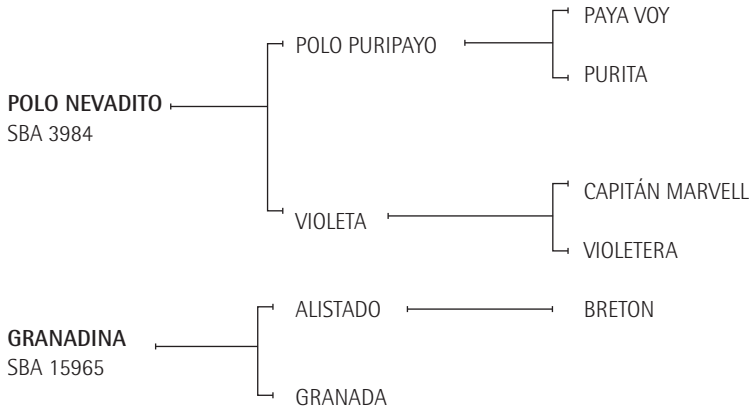 POLO NEVADITO
SBA 3984
POLO PURIPAYO
PAYA VOY
PURITA
VIOLETA
CAPITÁN MARVELL
VIOLETERA
GRANADINA
SBA 15965
ALISTADO
BRETON
GRANADA